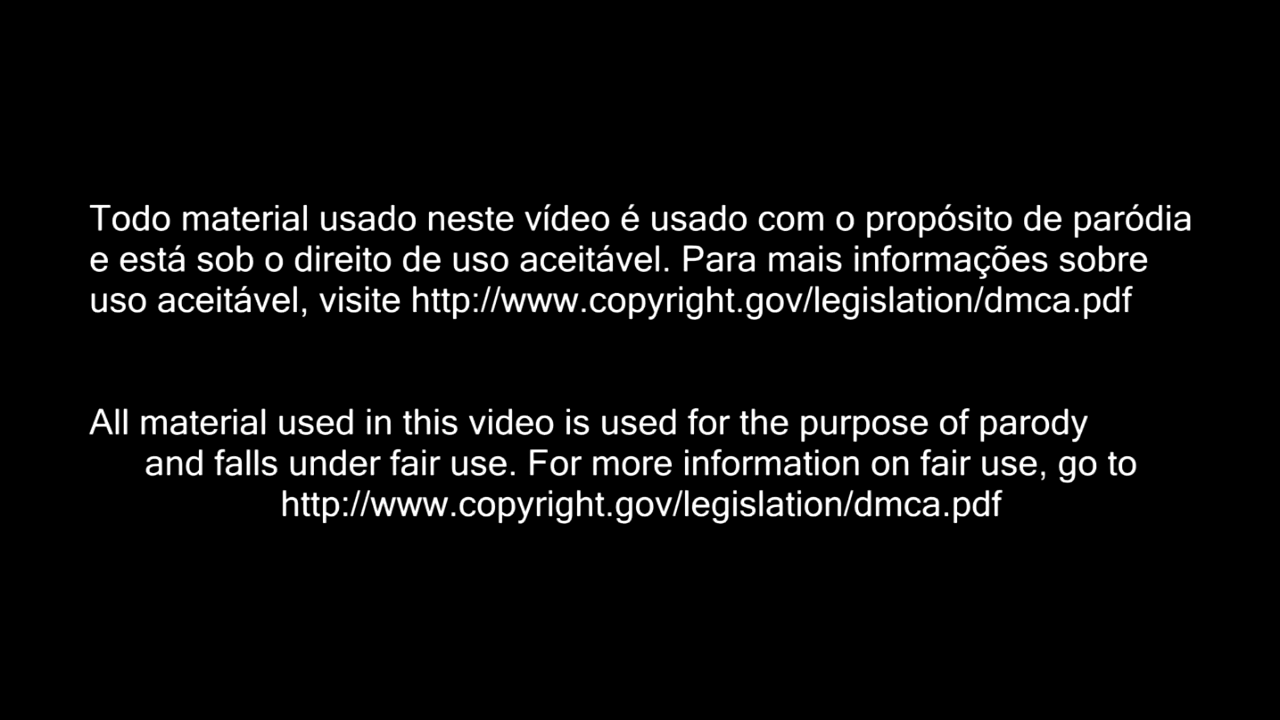 Todo material usado neste vídeo é usado com o propósito de paródia
e está sob o direito de uso aceitável. Para mais informações sobre
uso aceitável, visite http://www.copyright.gov/legislation/dmca.pdf
All material used in this video is used for the purpose of parody
and falls under fair use. For more information on fair use, go to
http://www.copyright.gov/legislation/dmca.pdf